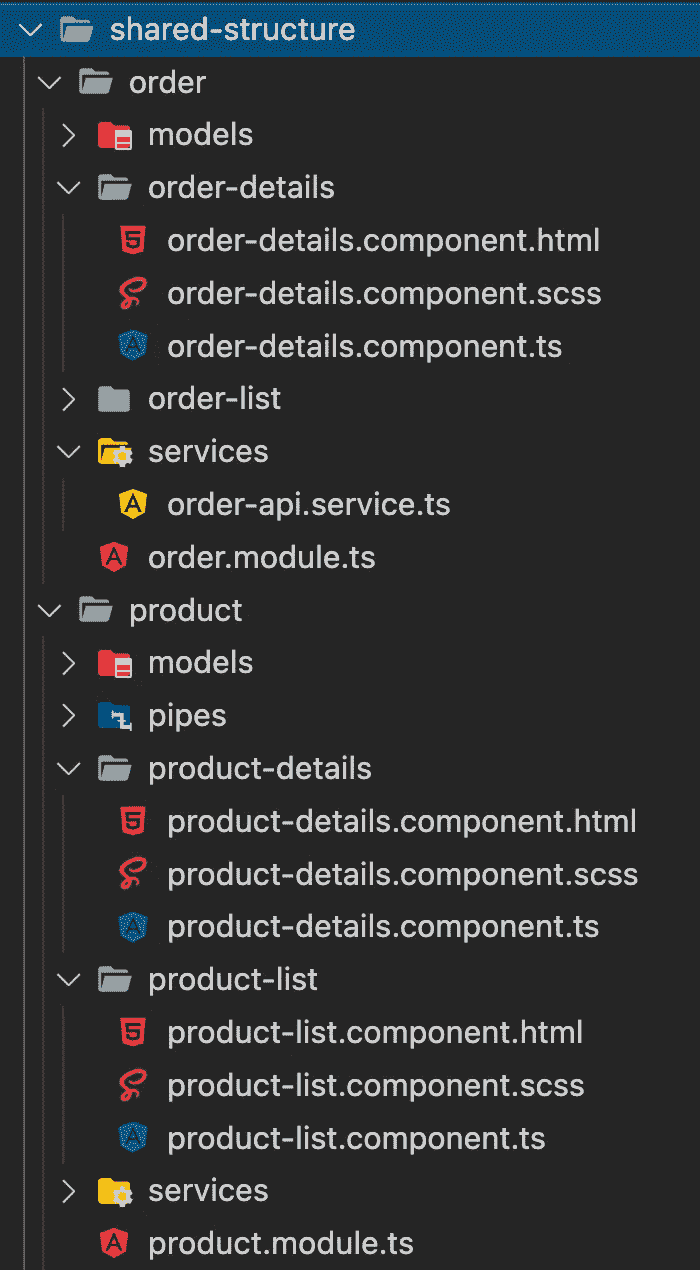 shared-structure
order
models
order-details
order-details.component.html
order-details.component.scss
order-details.component.ts
order-list
services
order-api.service.ts
order.module.ts
product
models
pipes
product-details
product-details.component.html
product-details.component.scss
product-details.component.ts
product-list
product-list.component.html
product-list.component.scss
product-list.component.ts
services
product.module.ts